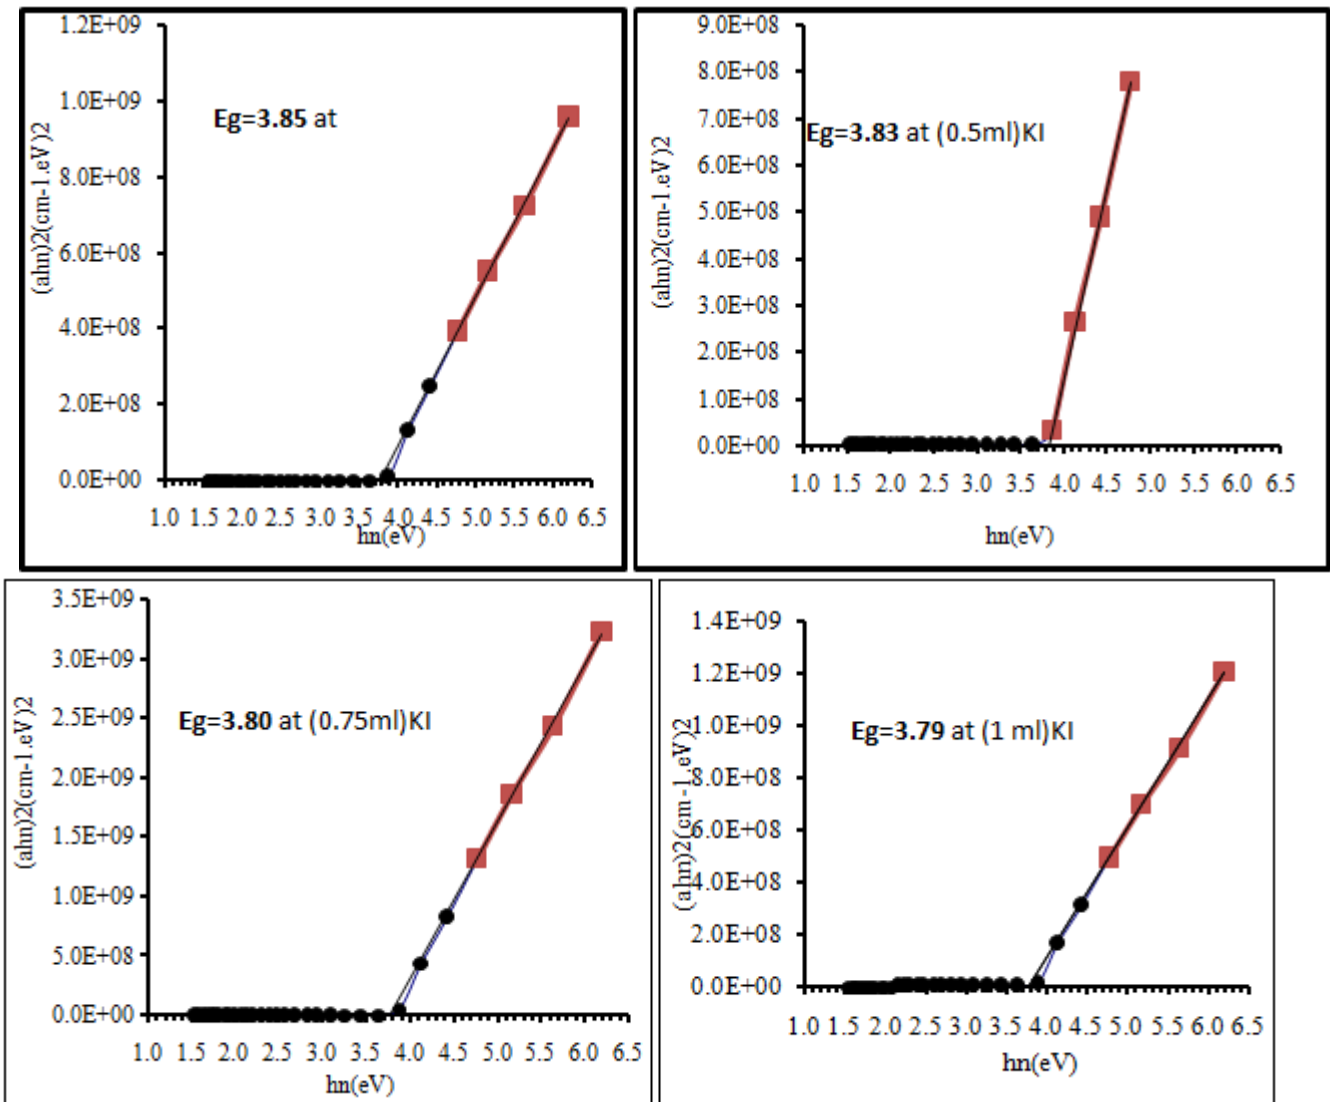 1.2E+09
1.0E+09
8.0E+08
6.0E+08
4.0E+08
2.0E+08
0.0E+00
(ahn)2(cm-1.eV)2
Eg=3.85 at
1.0 1.5 2.0 2.5 3.0 3.5 4.0 4.5 5.0 5.5 6.0 6.5
hn(eV)
9.0E+08
8.0E+08
7.0E+08
6.0E+08
5.0E+08
4.0E+08
3.0E+08
2.0E+08
1.0E+08
0.0E+00
(ahn)2(cm-1.eV)2
Eg=3.83 at (0.5ml)KI
1.0 1.5 2.0 2.5 3.0 3.5 4.0 4.5 5.0 5.5 6.0 6.5
hn(eV)
3.5E+09
3.0E+09
2.5E+09
2.0E+09
1.5E+09
1.0E+09
5.0E+08
0.0E+00
(ahn)2(cm-1.eV)2
Eg=3.80 at (0.75ml)KI
1.0 1.5 2.0 2.5 3.0 3.5 4.0 4.5 5.0 5.5 6.0 6.5
hn(eV)
1.4E+09
1.2E+09
1.0E+09
8.0E+08
6.0E+08
4.0E+08
2.0E+08
0.0E+00
(ahn)2(cm-1.eV)2
Eg=3.79 at (1 ml)KI
1.0 1.5 2.0 2.5 3.0 3.5 4.0 4.5 5.0 5.5 6.0 6.5
hn(eV)